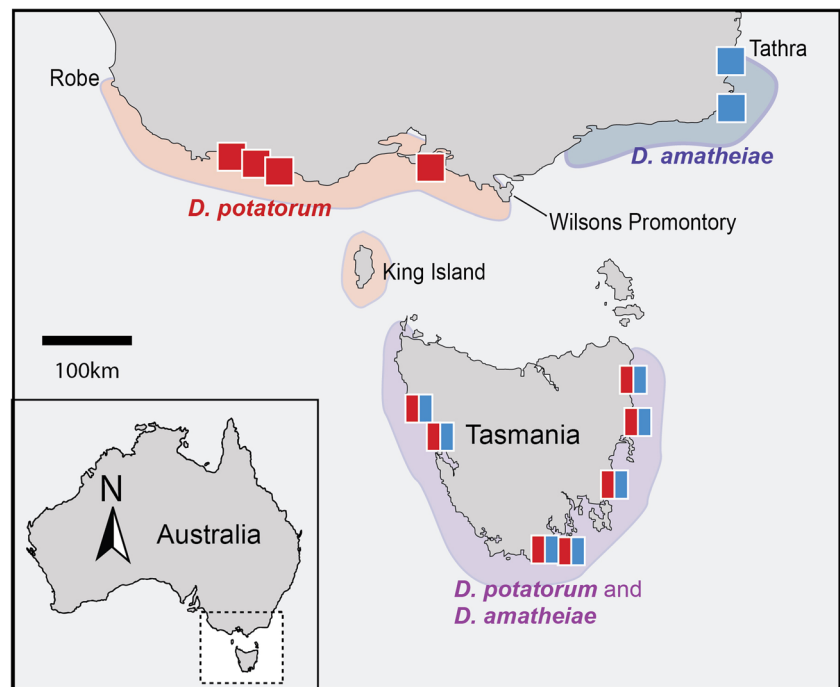 Tathra
Robe
D. amatheiae
D. potatorum
Wilsons Promontory
King Island
100km
Tasmania
N
Australia
D. potatorum and
D. amatheiae